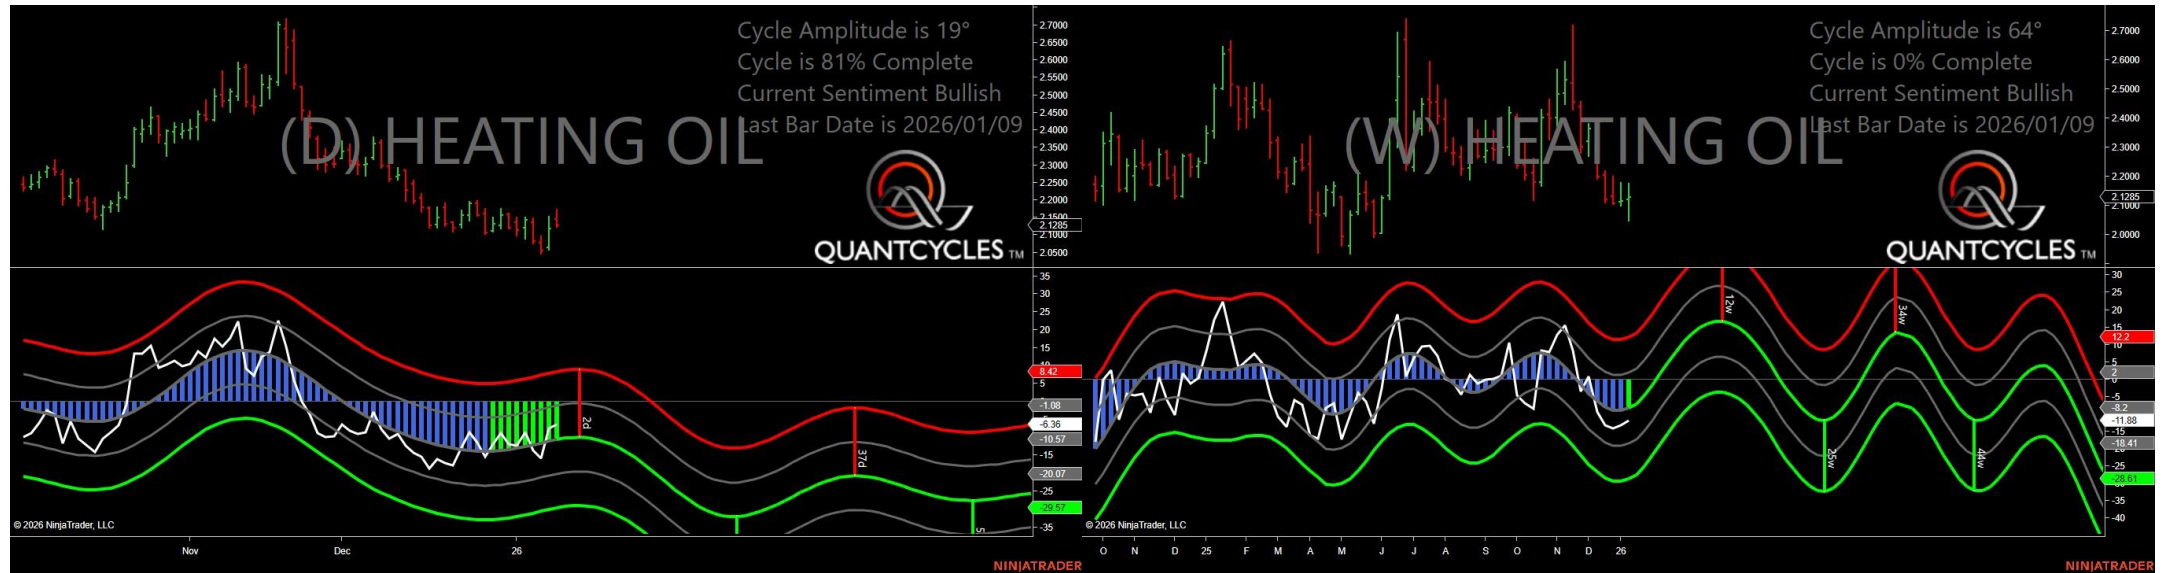 Cycle Amplitude is 19°
Cycle is 81% Complete
Current Sentiment Bullish
Last Bar Date is 2026/01/09
(D) HEATING OIL
QUANTCYCLES TM
2.7000
2.6500
2.6000
2.5500
2.5000
2.4500
2.4000
2.3500
2.3000
2.2500
2.2000
2.1500
2.1285
2.1000
2.0500
35
30
25
20
15
8.42
5
-1.08
-6.36
-10.57
-15
-20.07
-25
-29.57
-35
2d
37d
© 2026 NinjaTrader, LLC
Nov
Dec
26
NINJATRADER
Cycle Amplitude is 64°
Cycle is 0% Complete
Current Sentiment Bullish
Last Bar Date is 2026/01/09
(W) HEATING OIL
QUANTCYCLES TM
2.7000
2.6000
2.5000
2.4000
2.3000
2.2000
2.1285
2.1000
2.0000
30
25
20
15
12.2
10
5
2
-8.2
-11.88
-15
-18.41
-25
-28.61
-35
-40
12w
25w
34w
44w
© 2026 NinjaTrader, LLC
O N D 25 F M A M J J A S O N D 26
NINJATRADER